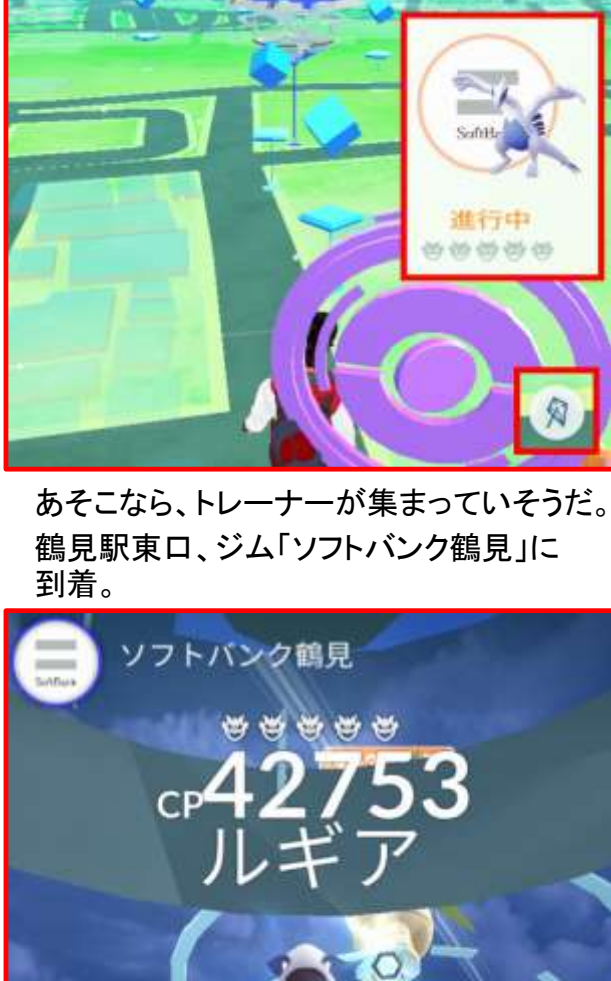 進行中
あそこなら、トレーナーが集まっていそうだ。
鶴見駅東口、ジム「ソフトバンク鶴見」に
到着。
ソフトバンク鶴見
CP42753
ルギア